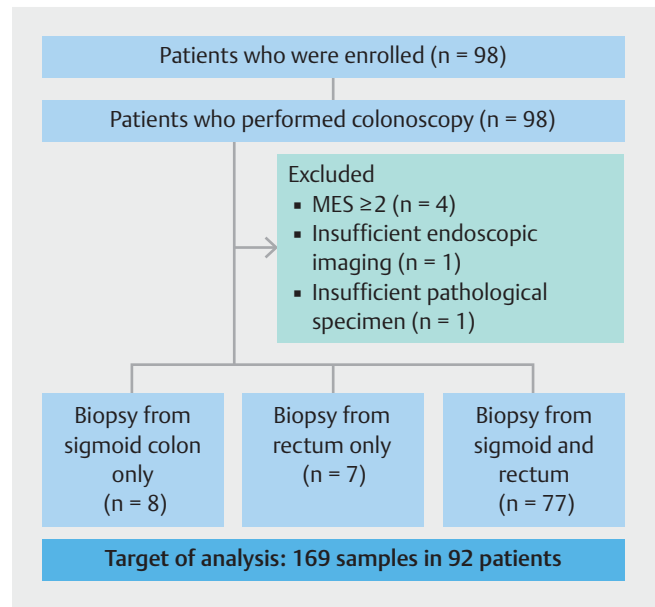 Patients who were enrolled (n = 98)
Patients who performed colonoscopy (n = 98)
Excluded
▪ MES ≥2 (n = 4)
▪ Insufficient endoscopic
imaging (n = 1)
▪ Insufficient pathological
specimen (n = 1)
Biopsy from
sigmoid colon
only
(n = 8)
Biopsy from
rectum only
(n = 7)
Biopsy from
sigmoid and
rectum
(n = 77)
Target of analysis: 169 samples in 92 patients